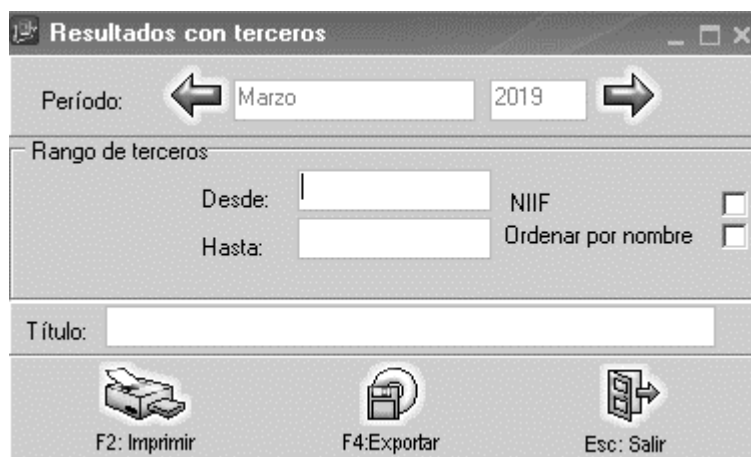 Resultados con terceros
Período: Marzo 2019
Rango de terceros
Desde: NIIF
Hasta: Ordenar por nombre
Título:
F2: Imprimir F4:Exportar Esc: Salir